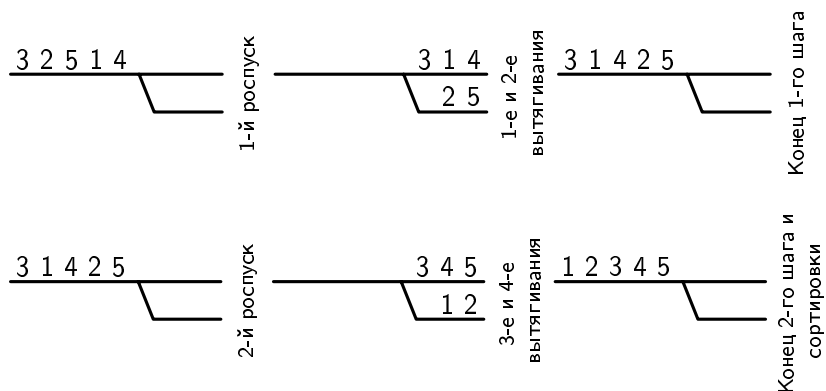 3 2 5 1 4
1-й роспуск
3 1 4
2 5
1-е и 2-е
вытягивания
3 1 4 2 5
Конец 1-го шага
3 1 4 2 5
2-й роспуск
3 4 5
1 2
3-е и 4-е
вытягивания
1 2 3 4 5
Конец 2-го шага и
сортировки